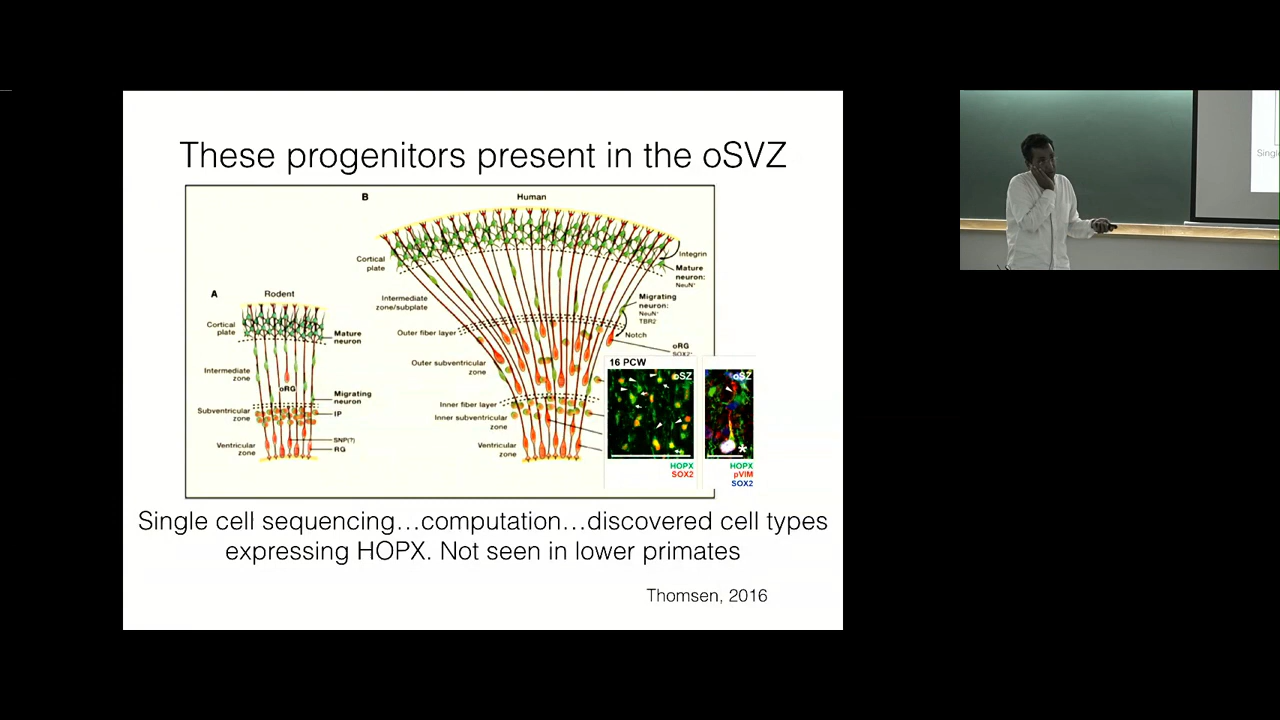 These progenitors present in the oSVZ
B
Human
Cortical
plate
Integrin
Mature
neuron:
NeuN+
Intermediate
zone/subplate
Migrating
neuron:
NeuN+
TBR2
Outer fiber layer
Notch
oRG
SOX2+
Outer subventricular
zone
Inner fiber layer
Inner subventricular
zone
Ventricular
zone
A
Rodent
Cortical
plate
Mature
neuron
Intermediate
zone
oRG
Migrating
neuron
Subventricular
zone
IP
SNP(?)
Ventricular
zone
RG
16 PCW
oSZ
oSZ
*
HOPX
SOX2
HOPX
pVIM
SOX2
Single cell sequencing…computation…discovered cell types
expressing HOPX. Not seen in lower primates
Thomsen, 2016